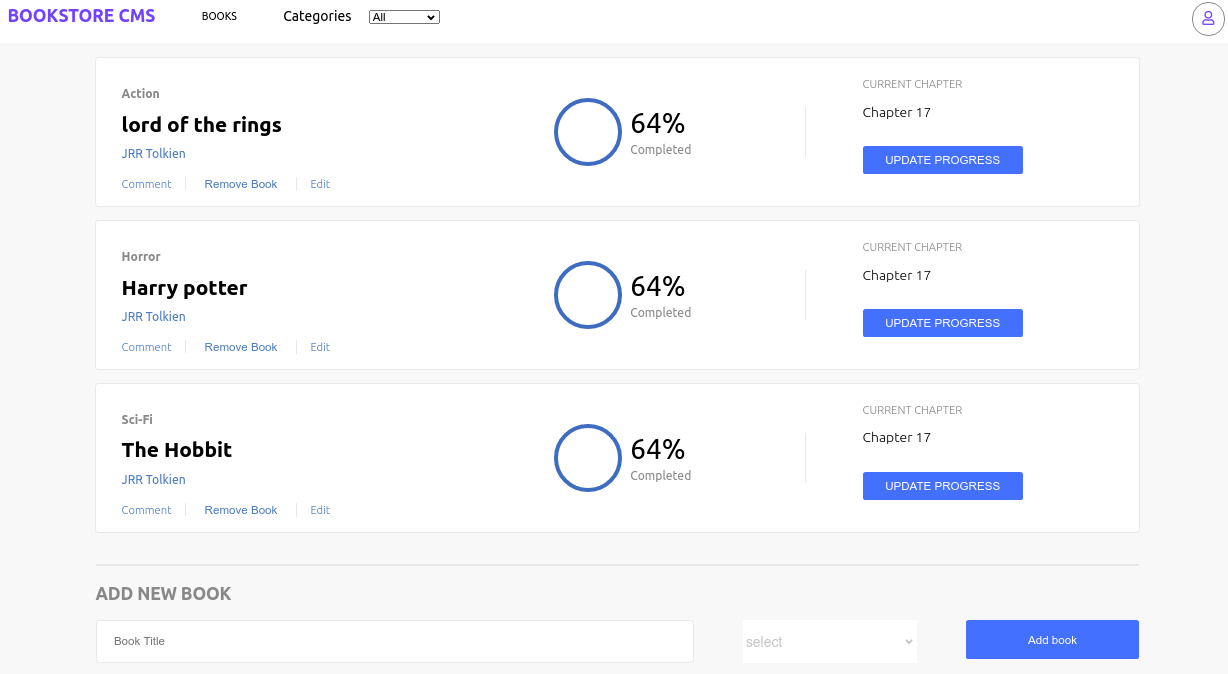 BOOKSTORE CMS BOOKS Categories All
Action
lord of the rings
JRR Tolkien
Comment Remove Book Edit
64%
Completed
CURRENT CHAPTER
Chapter 17
UPDATE PROGRESS
Horror
Harry potter
JRR Tolkien
Comment Remove Book Edit
64%
Completed
CURRENT CHAPTER
Chapter 17
UPDATE PROGRESS
Sci-Fi
The Hobbit
JRR Tolkien
Comment Remove Book Edit
64%
Completed
CURRENT CHAPTER
Chapter 17
UPDATE PROGRESS
ADD NEW BOOK
Book Title select Add book